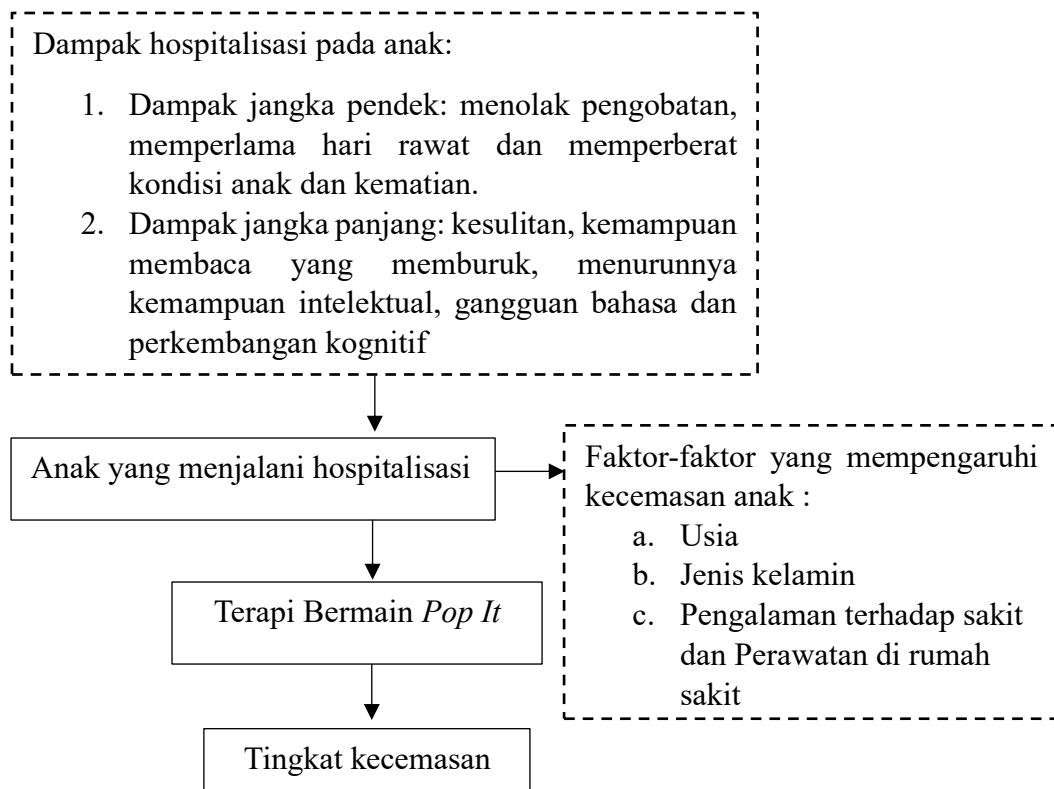 Dampak hospitalisasi pada anak:
1. Dampak jangka pendek: menolak pengobatan,
memperlama hari rawat dan memperberat
kondisi anak dan kematian.
2. Dampak jangka panjang: kesulitan, kemampuan
membaca yang memburuk, menurunnya
kemampuan intelektual, gangguan bahasa dan
perkembangan kognitif
Anak yang menjalani hospitalisasi
Faktor-faktor yang mempengaruhi
kecemasan anak :
a. Usia
b. Jenis kelamin
c. Pengalaman terhadap sakit
dan Perawatan di rumah
sakit
Terapi Bermain Pop It
Tingkat kecemasan